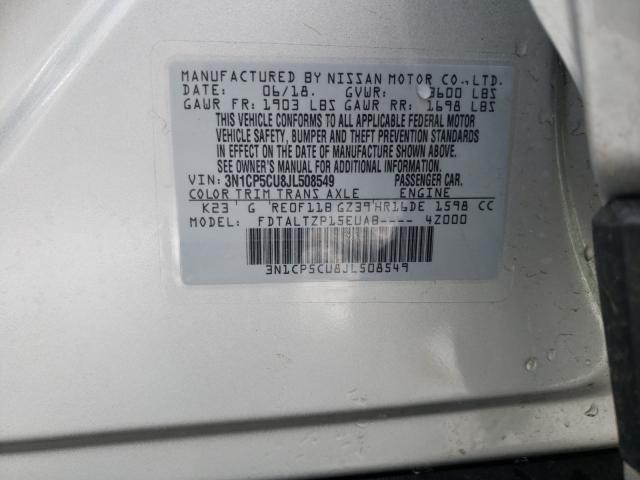 MANUFACTURED BY NISSAN MOTOR CO.,LTD.
DATE: 06/18. GVWR: 3600 LBS
GAWR FR: 1903 LBS GAWR RR: 1698 LBS
THIS VEHICLE CONFORMS TO ALL APPLICABLE FEDERAL MOTOR
VEHICLE SAFETY, BUMPER AND THEFT PREVENTION STANDARDS
IN EFFECT ON THE DATE OF MANUFACTURE SHOWN ABOVE.
SEE OWNER'S MANUAL FOR ADDITIONAL INFORMATION
VIN: 3N1CP5CU8JL508549 PASSENGER CAR.
COLOR TRIM TRANS AXLE ENGINE
K23 G RE0F11B GZ39 HR16DE 1598 CC
MODEL: FDTALTZP15EUAB---- 4Z000
3N1CP5CU8JL508549